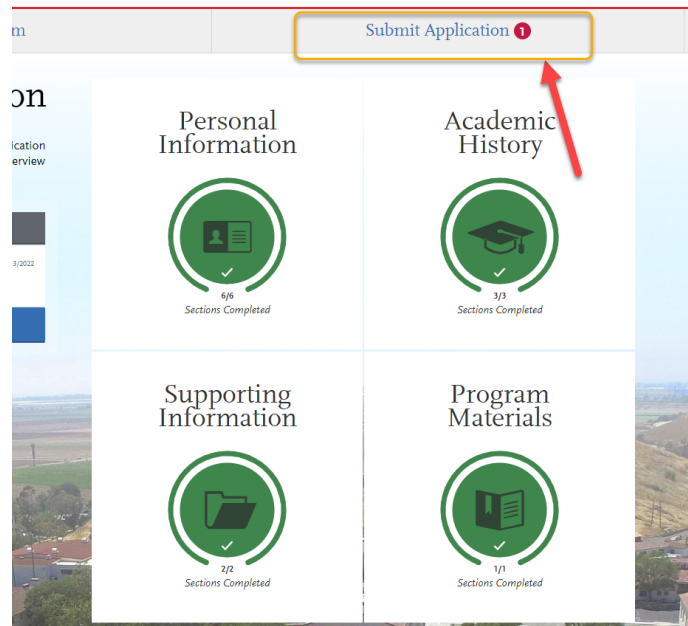 m
Submit Application 1
on
ication
erview
3/2022
Personal
Information
6/6
Sections Completed
Academic
History
3/3
Sections Completed
Supporting
Information
2/2
Sections Completed
Program
Materials
1/1
Sections Completed